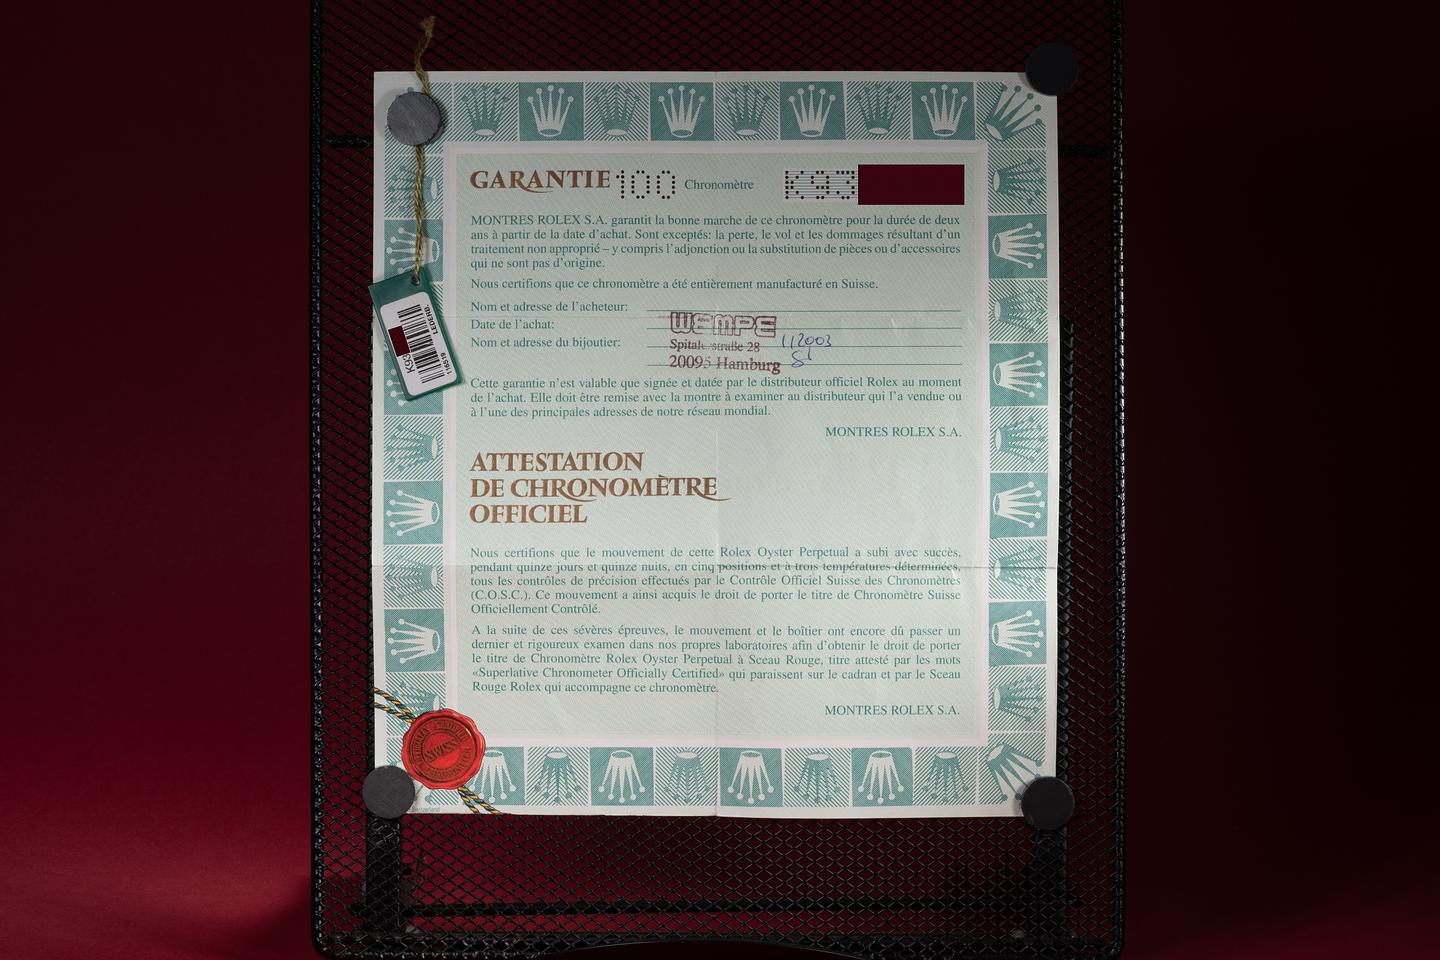 GARANTIE 100 Chronomètre K93
MONTRES ROLEX S.A. garantit la bonne marche de ce chronomètre pour la durée de deux
ans à partir de la date d'achat. Sont exceptés: la perte, le vol et les dommages résultant d'un
traitement non approprié – y compris l'adjonction ou la substitution de pièces ou d'accessoires
qui ne sont pas d'origine.
Nous certifions que ce chronomètre a été entièrement manufacturé en Suisse.
Nom et adresse de l'acheteur:
Date de l'achat:
Nom et adresse du bijoutier:
WEMPE
Spitalerstraße 28
20095 Hamburg
112003
Cette garantie n'est valable que signée et datée par le distributeur officiel Rolex au moment
de l'achat. Elle doit être remise avec la montre à examiner au distributeur qui l'a vendue ou
à l'une des principales adresses de notre réseau mondial.
MONTRES ROLEX S.A.
ATTESTATION
DE CHRONOMÈTRE
OFFICIEL
Nous certifions que le mouvement de cette Rolex Oyster Perpetual a subi avec succès,
pendant quinze jours et quinze nuits, en cinq positions et à trois températures déterminées,
tous les contrôles de précision effectués par le Contrôle Officiel Suisse des Chronomètres
(C.O.S.C.). Ce mouvement a ainsi acquis le droit de porter le titre de Chronomètre Suisse
Officiellement Contrôlé.
A la suite de ces sévères épreuves, le mouvement et le boîtier ont encore dû passer un
dernier et rigoureux examen dans nos propres laboratoires afin d'obtenir le droit de porter
le titre de Chronomètre Rolex Oyster Perpetual à Sceau Rouge, titre attesté par les mots
«Superlative Chronometer Officially Certified» qui paraissent sur le cadran et par le Sceau
Rouge Rolex qui accompagne ce chronomètre.
MONTRES ROLEX S.A.
K93
116519 LEDERB.
SWISS